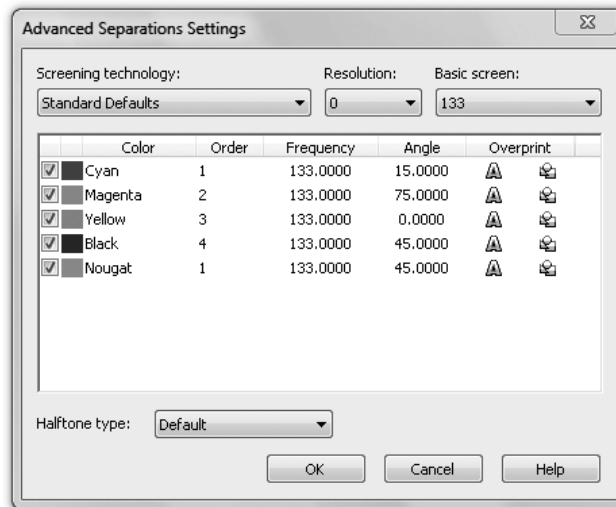 Advanced Separations Settings
Screening technology: Resolution: Basic screen:
Standard Defaults 0 133
Color Order Frequency Angle Overprint
Cyan 1 133.0000 15.0000
Magenta 2 133.0000 75.0000
Yellow 3 133.0000 0.0000
Black 4 133.0000 45.0000
Nougat 1 133.0000 45.0000
Halftone type: Default
OK Cancel Help